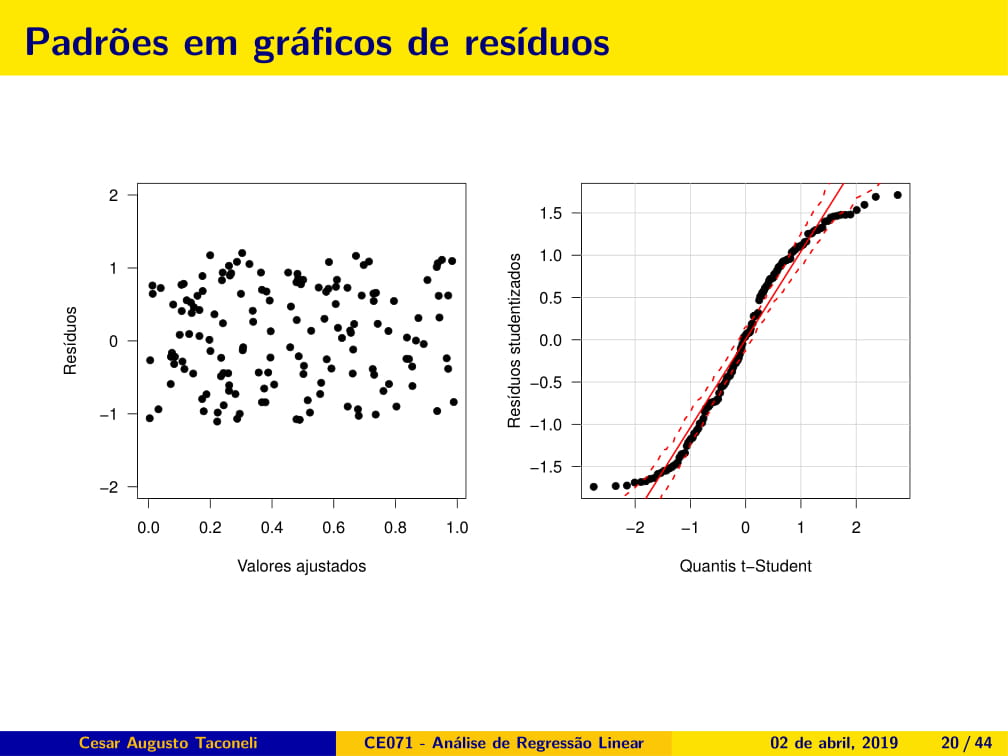 Padrões em gráficos de resíduos
2
1
0
−1
−2
Resíduos
0.0 0.2 0.4 0.6 0.8 1.0
Valores ajustados
1.5
1.0
0.5
0.0
−0.5
−1.0
−1.5
Resíduos studentizados
−2 −1 0 1 2
Quantis t−Student
Cesar Augusto Taconeli CE071 - Análise de Regressão Linear 02 de abril, 2019 20 / 44